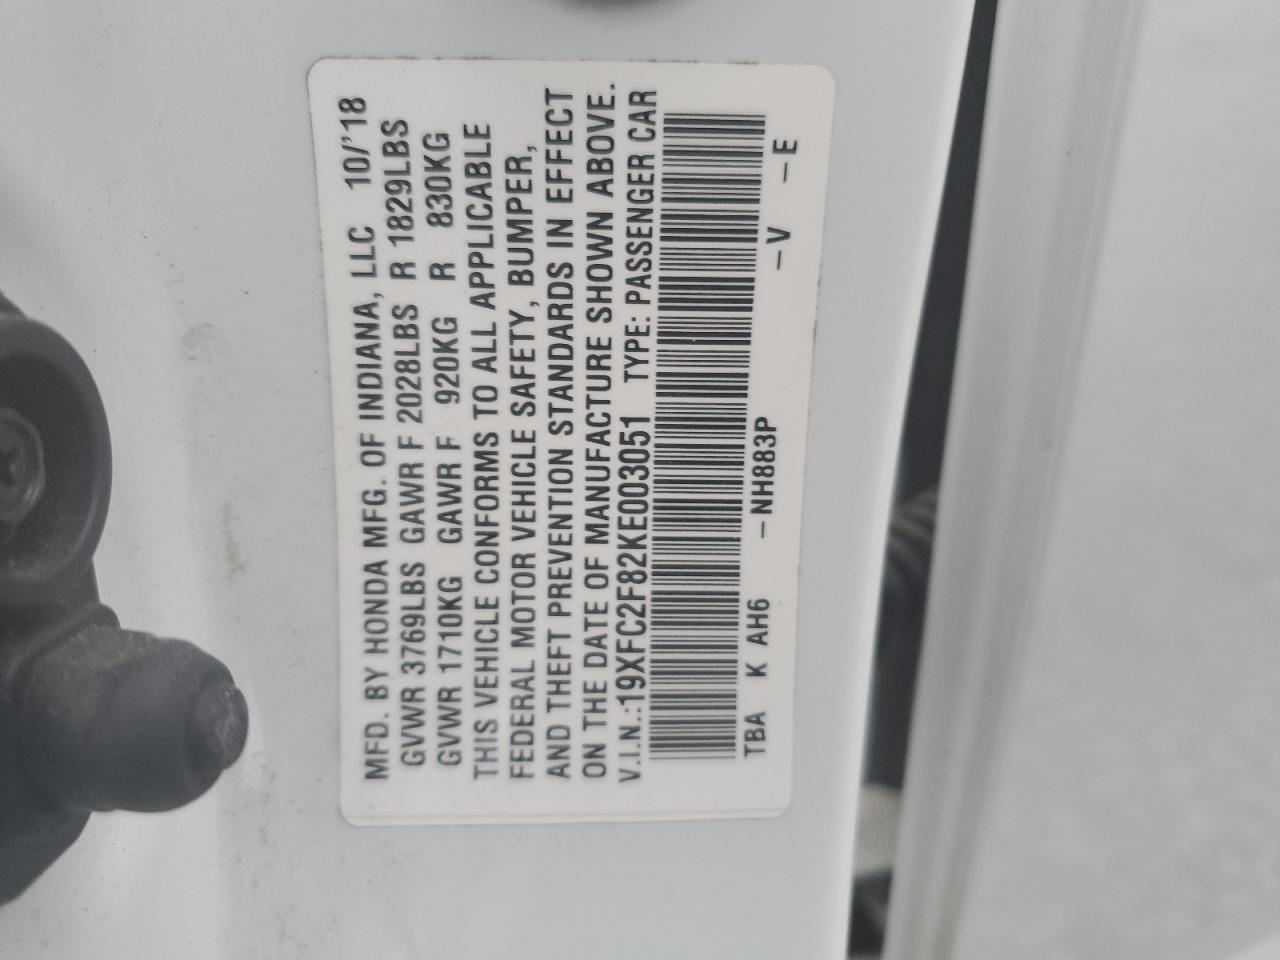 MFD. BY HONDA MFG. OF INDIANA, LLC 10/'18
GVWR 3769LBS GAWR F 2028LBS R 1829LBS
GVWR 1710KG GAWR F 920KG R 830KG
THIS VEHICLE CONFORMS TO ALL APPLICABLE
FEDERAL MOTOR VEHICLE SAFETY, BUMPER,
AND THEFT PREVENTION STANDARDS IN EFFECT
ON THE DATE OF MANUFACTURE SHOWN ABOVE.
V.I.N.:19XFC2F82KE003051 TYPE: PASSENGER CAR
TBA K AH6 -NH883P -V -E